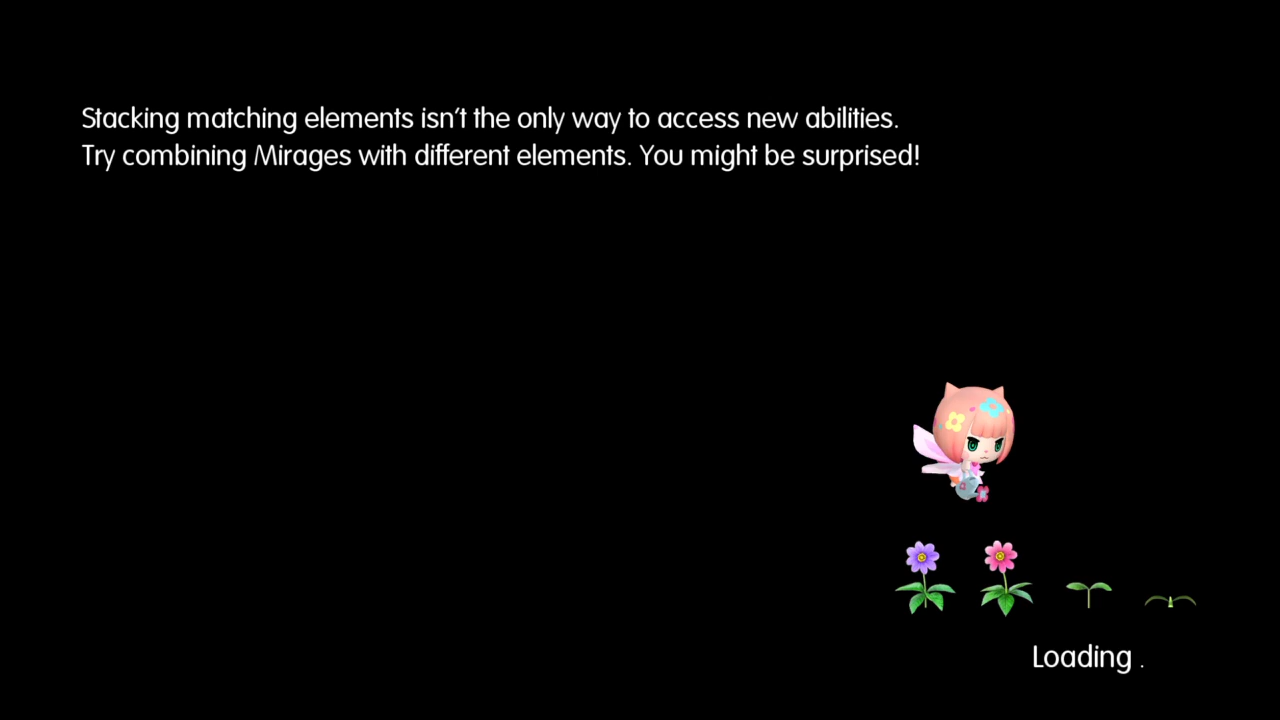 Stacking matching elements isn't the only way to access new abilities.
Try combining Mirages with different elements. You might be surprised!
Loading .